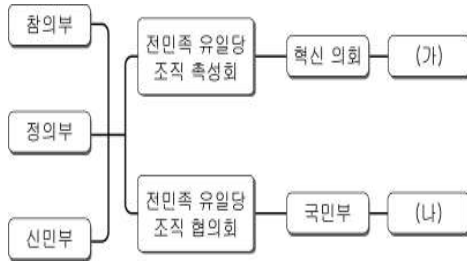 참의부
정의부
신민부
전민족 유일당
조직 촉성회
혁신 의회
(가)
전민족 유일당
조직 협의회
국민부
(나)